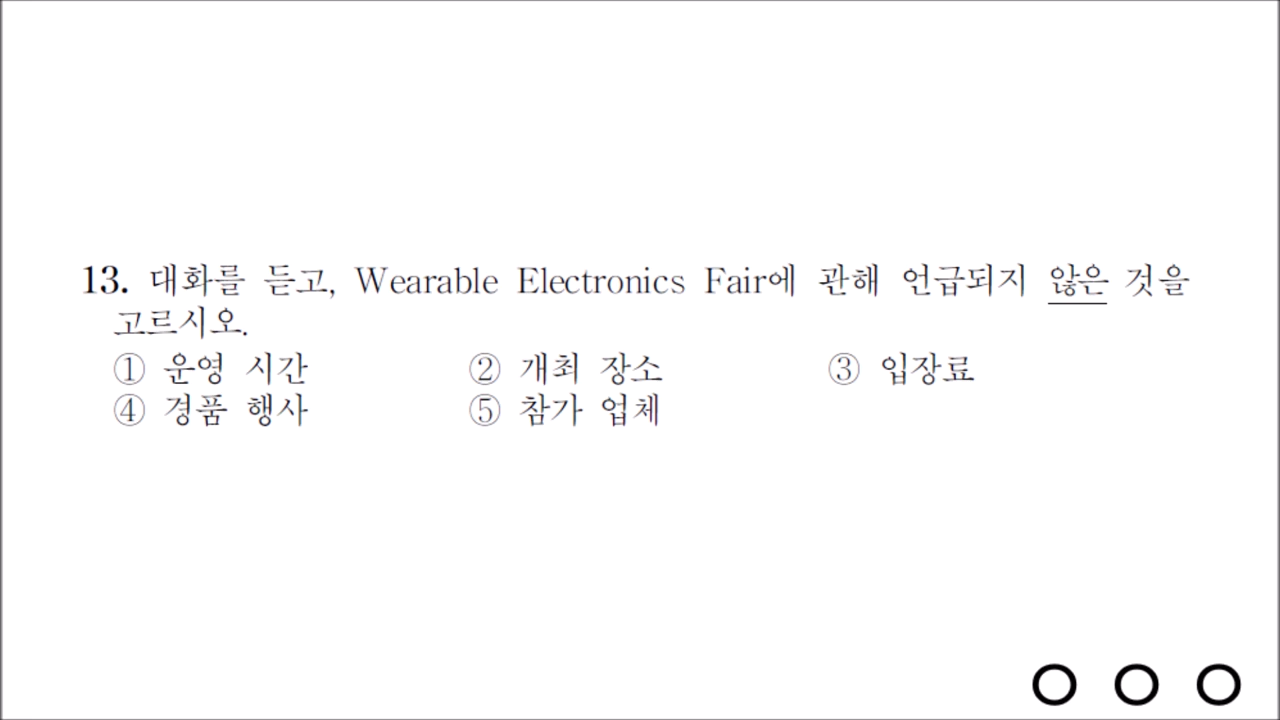 13. 대화를 듣고, Wearable Electronics Fair에 관해 언급되지 않은 것을
고르시오.
① 운영 시간 ② 개최 장소 ③ 입장료
④ 경품 행사 ⑤ 참가 업체